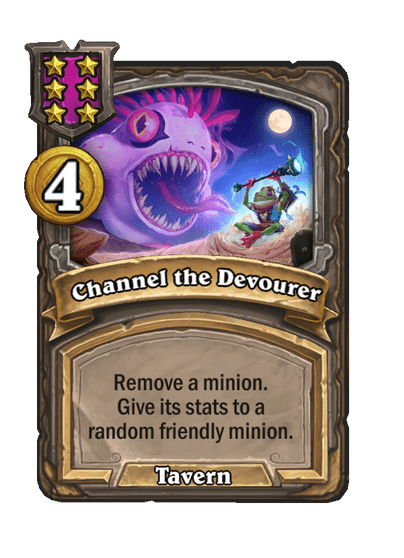 4
Channel the Devourer
Remove a minion.
Give its stats to a
random friendly minion.
Tavern